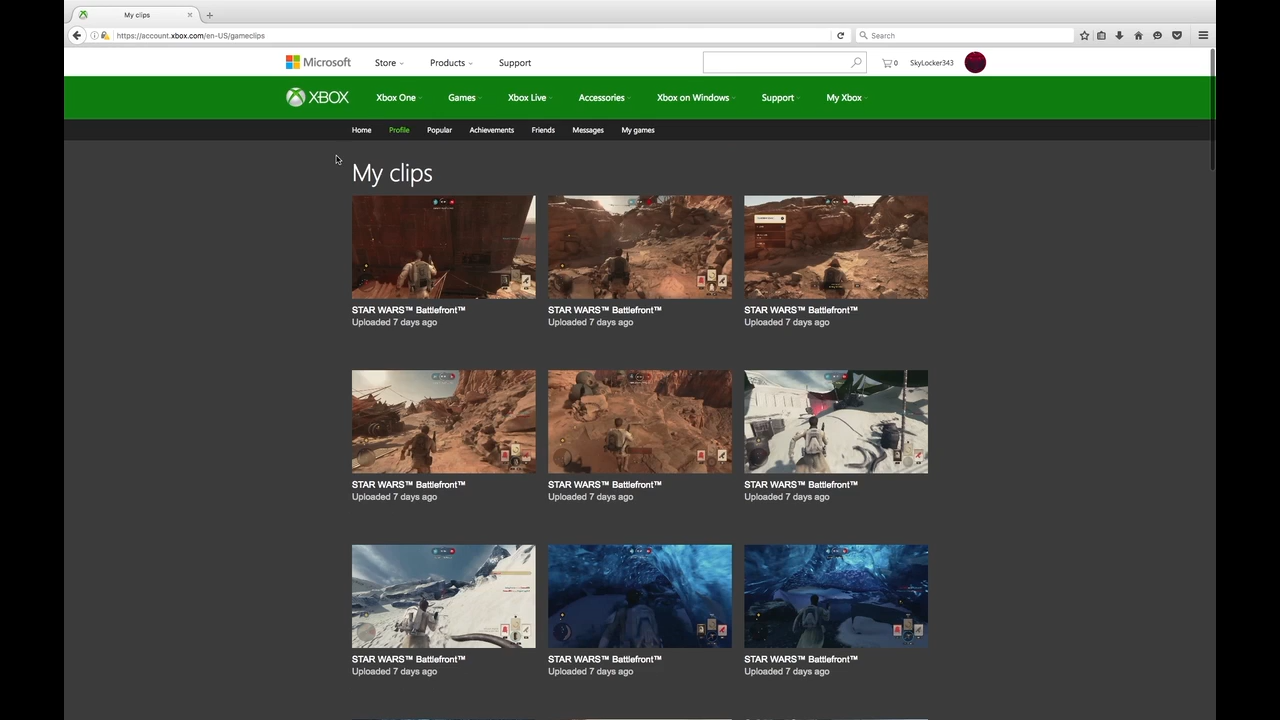 My clips
https://account.xbox.com/en-US/gameclips
Search
Microsoft
Store
Products
Support
0
SkyLocker343
XBOX
Xbox One
Games
Xbox Live
Accessories
Xbox on Windows
Support
My Xbox
Home
Profile
Popular
Achievements
Friends
Messages
My games
My clips
STAR WARS™ Battlefront™
STAR WARS™ Battlefront™
STAR WARS™ Battlefront™
Uploaded 7 days ago
Uploaded 7 days ago
Uploaded 7 days ago
STAR WARS™ Battlefront™
STAR WARS™ Battlefront™
STAR WARS™ Battlefront™
Uploaded 7 days ago
Uploaded 7 days ago
Uploaded 7 days ago
STAR WARS™ Battlefront™
STAR WARS™ Battlefront™
STAR WARS™ Battlefront™
Uploaded 7 days ago
Uploaded 7 days ago
Uploaded 7 days ago